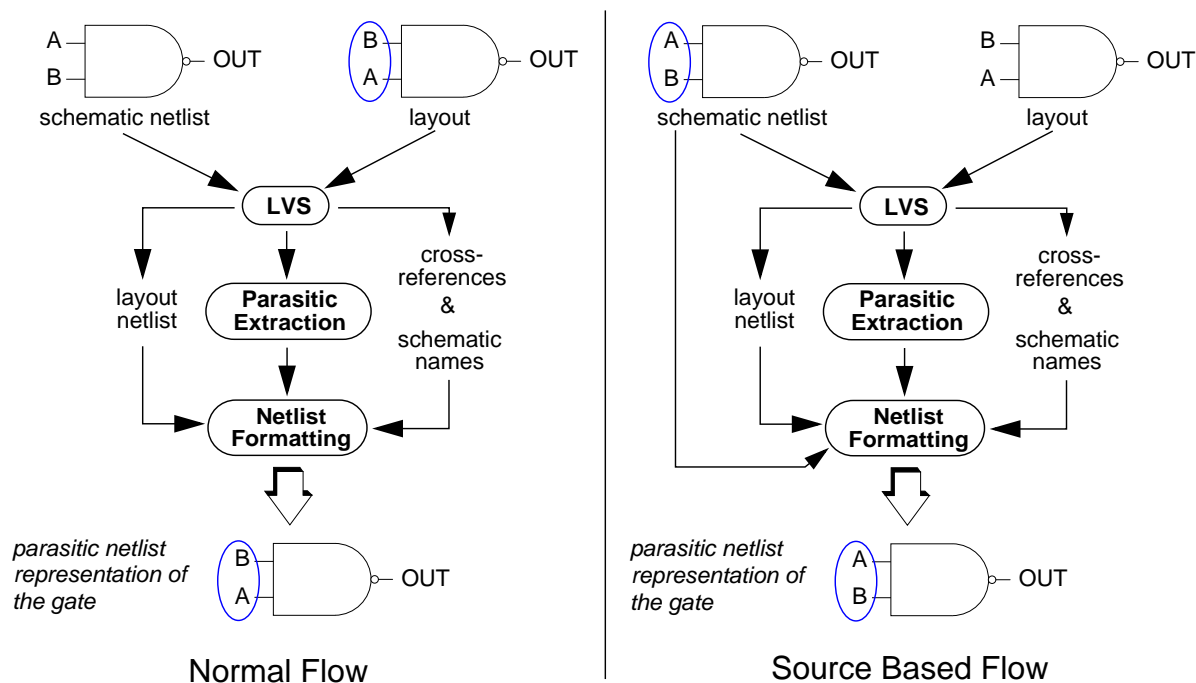 A
B
OUT
schematic netlist
B
A
OUT
layout
LVS
layout
netlist
Parasitic
Extraction
cross-
references
&
schematic
names
Netlist
Formatting
parasitic netlist
representation of
the gate
B
A
OUT
Normal Flow
A
B
OUT
schematic netlist
B
A
OUT
layout
LVS
layout
netlist
Parasitic
Extraction
cross-
references
&
schematic
names
Netlist
Formatting
parasitic netlist
representation of
the gate
A
B
OUT
Source Based Flow